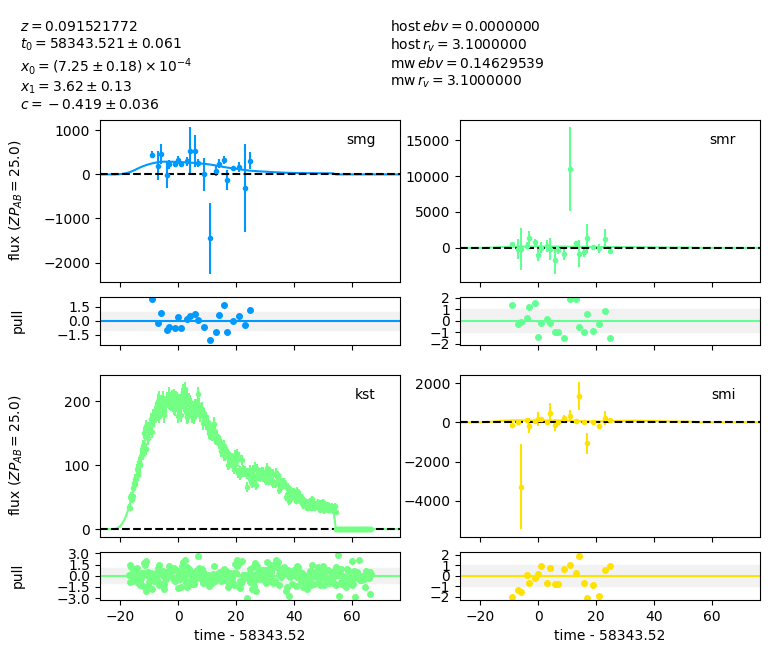 z = 0.091521772
t₀ = 58343.521 ± 0.061
x₀ = (7.25 ± 0.18) × 10⁻⁴
x₁ = 3.62 ± 0.13
c = −0.419 ± 0.036
host ebv = 0.0000000
host r_v = 3.1000000
mw ebv = 0.14629539
mw r_v = 3.1000000
smg
1000
0
−1000
−2000
flux (ZP_AB = 25.0)
smr
15000
10000
5000
0
1.5
0.0
−1.5
pull
2
1
0
−1
−2
kst
200
100
0
flux (ZP_AB = 25.0)
smi
2000
0
−2000
−4000
3.0
1.5
0.0
−1.5
−3.0
pull
−20 0 20 40 60
time - 58343.52
2
1
0
−1
−2
−20 0 20 40 60
time - 58343.52